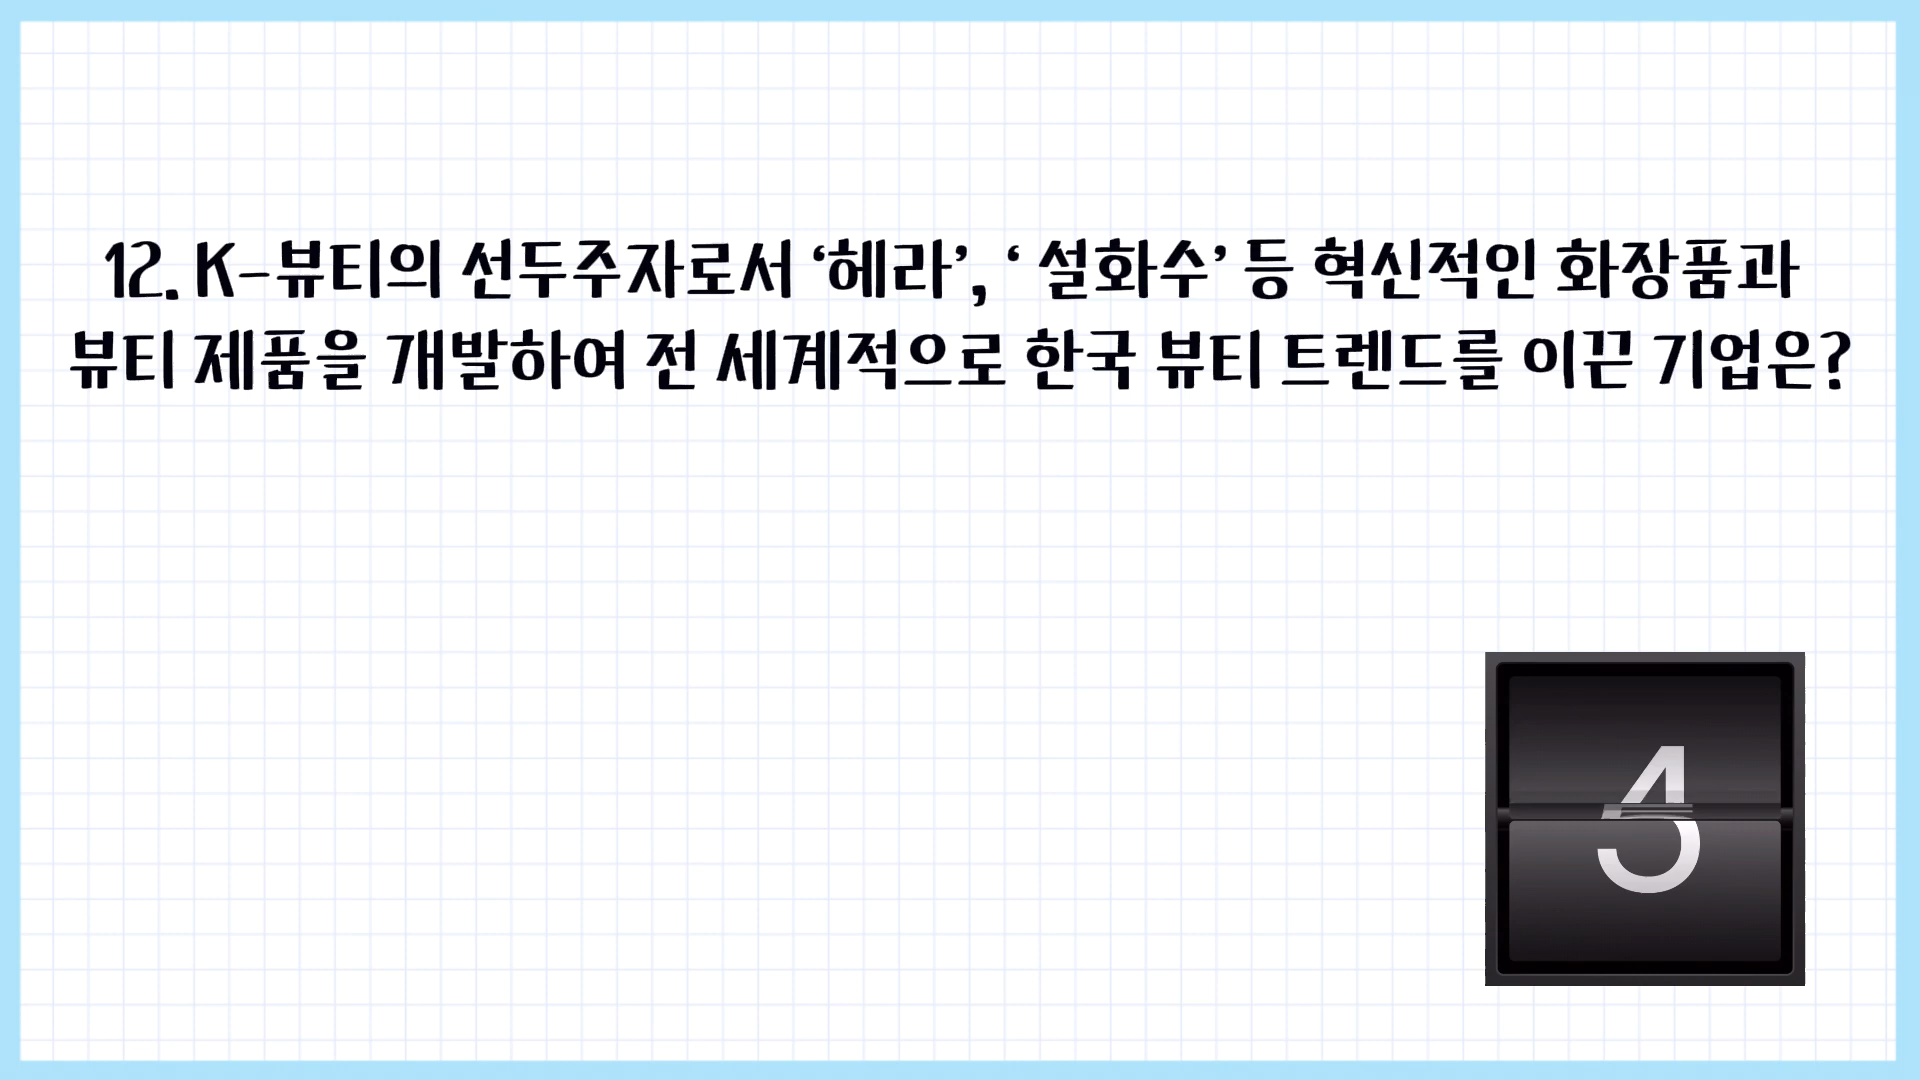 12. K-뷰티의 선두주자로서 ‘헤라’, ‘ 설화수’ 등 혁신적인 화장품과
뷰티 제품을 개발하여 전 세계적으로 한국 뷰티 트렌드를 이끈 기업은?